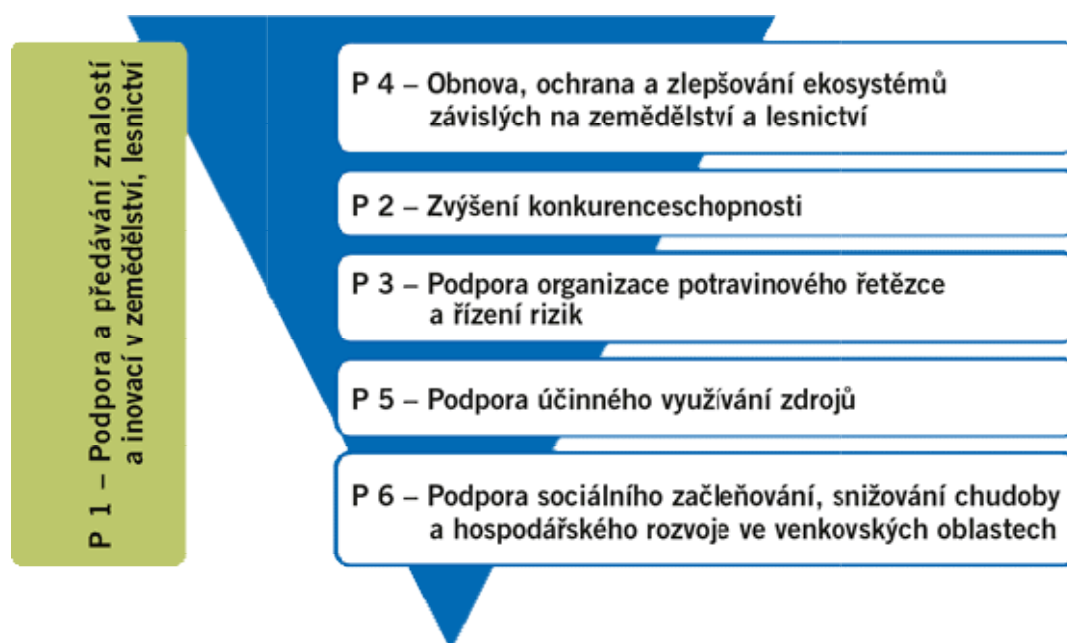 P 1 – Podpora a předávání znalostí
a inovací v zemědělství, lesnictví
P 4 – Obnova, ochrana a zlepšování ekosystémů
závislých na zemědělství a lesnictví
P 2 – Zvýšení konkurenceschopnosti
P 3 – Podpora organizace potravinového řetězce
a řízení rizik
P 5 – Podpora účinného využívání zdrojů
P 6 – Podpora sociálního začleňování, snižování chudoby
a hospodářského rozvoje ve venkovských oblastech